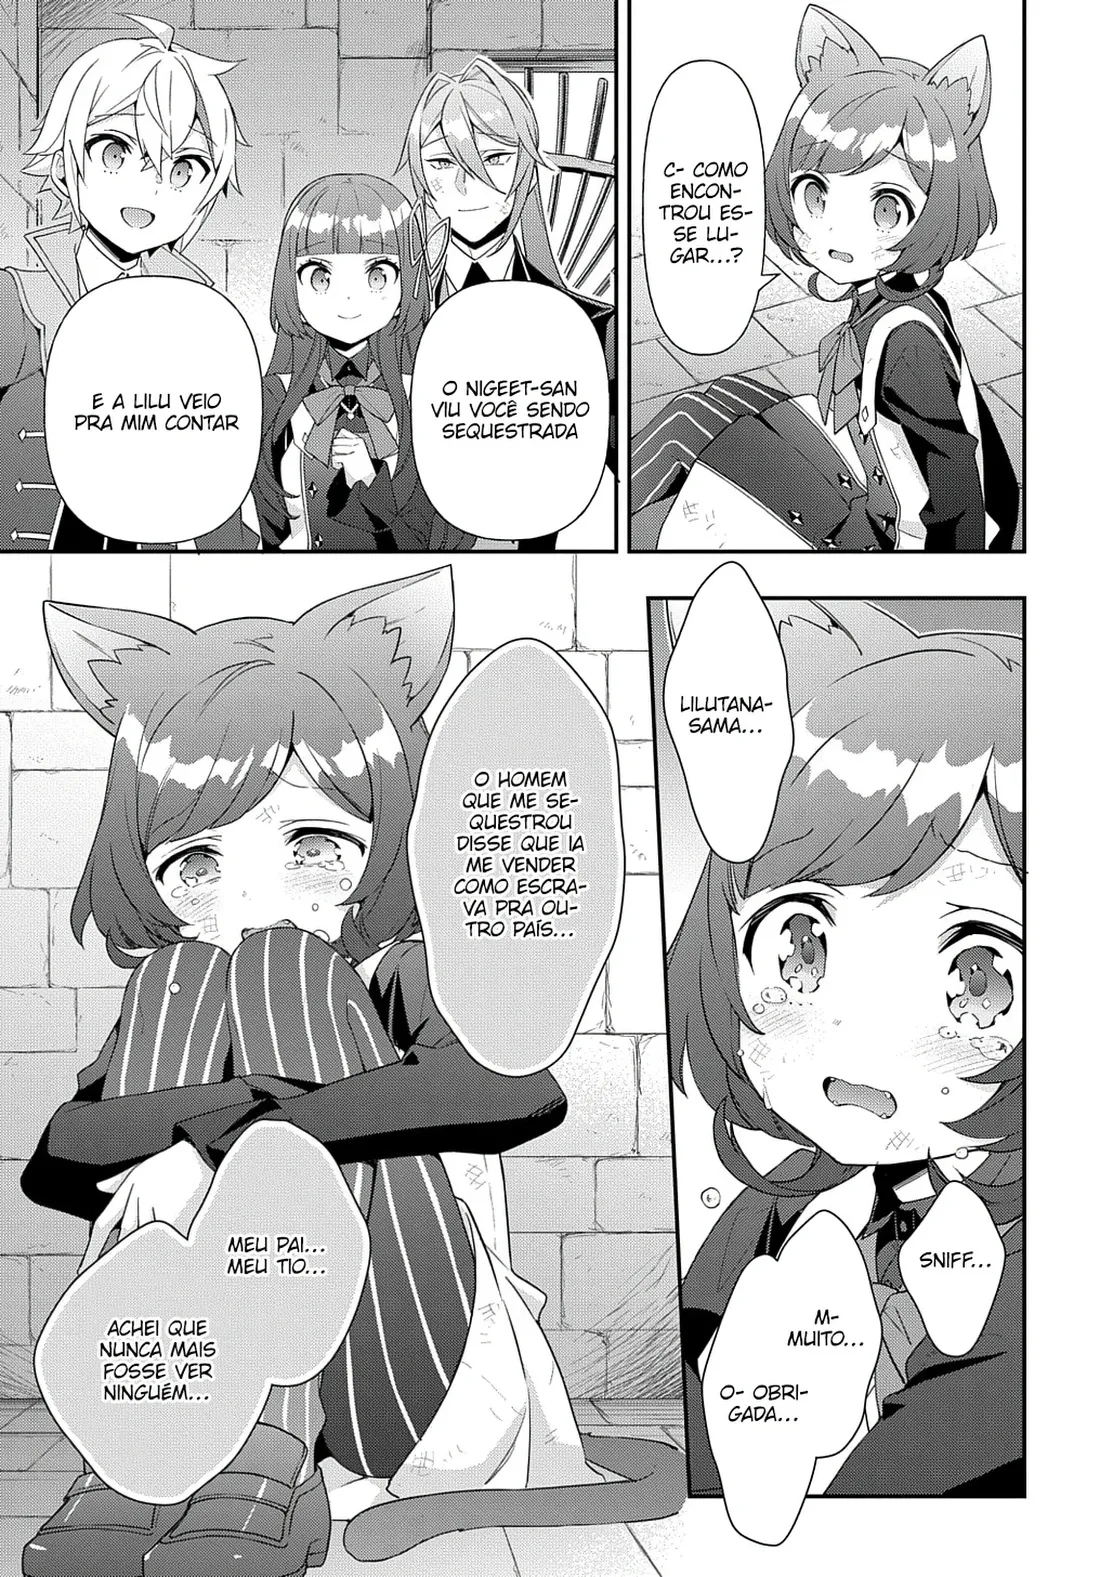 C- COMO
ENCON-
TROU ES-
SE LU-
GAR...?
O NIGEET-SAN
VIU VOCÊ SENDO
SEQUESTRADA
E A LILU VEIO
PRA MIM CONTAR
LILUTANA-
SAMA...
SNIFF...
M-
MUITO...
O- OBRI-
GADA...
O HOMEM
QUE ME SE-
QUESTROU
DISSE QUE IA
ME VENDER
COMO ESCRA-
VA PRA OU-
TRO PAÍS...
MEU PAI...
MEU TIO...
ACHEI QUE
NUNCA MAIS
FOSSE VER
NINGUÉM...